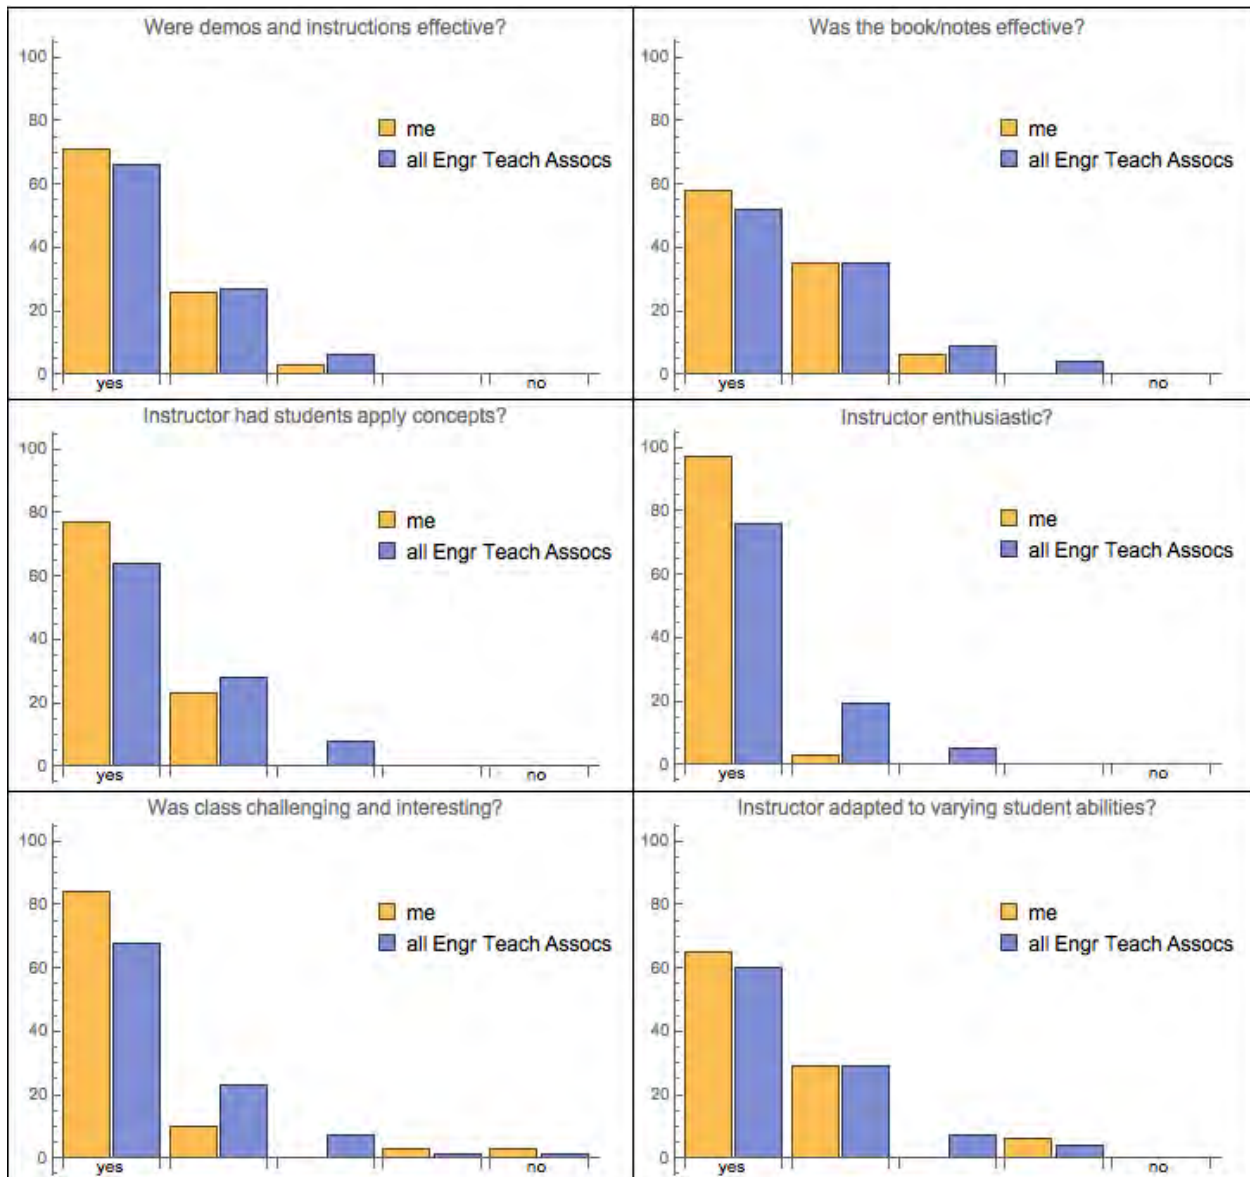 Were demos and instructions effective?
100
80
60
40
20
0
me
all Engr Teach Assocs
yes
no
Was the book/notes effective?
100
80
60
40
20
0
me
all Engr Teach Assocs
yes
no
Instructor had students apply concepts?
100
80
60
40
20
0
me
all Engr Teach Assocs
yes
no
Instructor enthusiastic?
100
80
60
40
20
0
me
all Engr Teach Assocs
yes
no
Was class challenging and interesting?
100
80
60
40
20
0
me
all Engr Teach Assocs
yes
no
Instructor adapted to varying student abilities?
100
80
60
40
20
0
me
all Engr Teach Assocs
yes
no